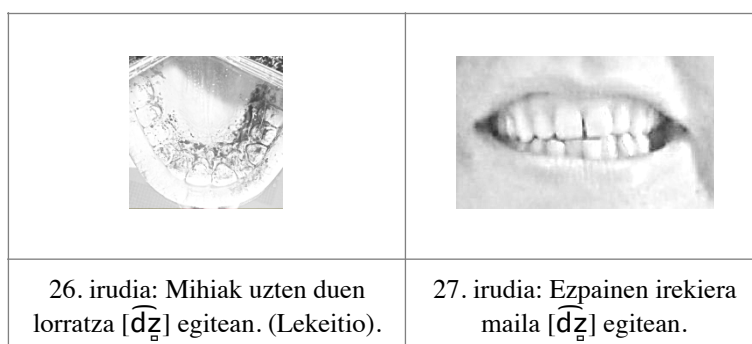 26. irudia: Mihiak uzten duen
lorratza [d͡z̻] egitean. (Lekeitio).
27. irudia: Ezpainen irekiera
maila [d͡z̻] egitean.